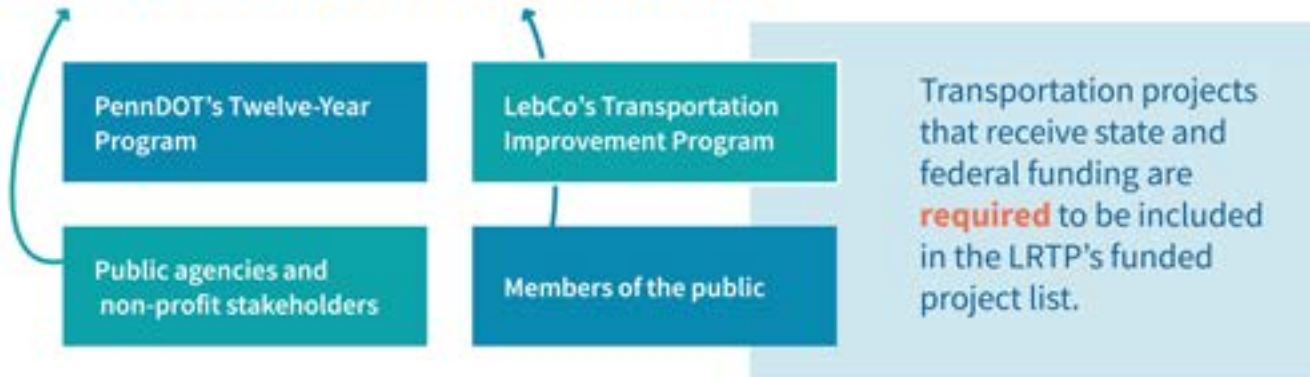 PennDOT's Twelve-Year
Program
LebCo's Transportation
Improvement Program
Public agencies and
non-profit stakeholders
Members of the public
Transportation projects
that receive state and
federal funding are
required to be included
in the LRTP's funded
project list.